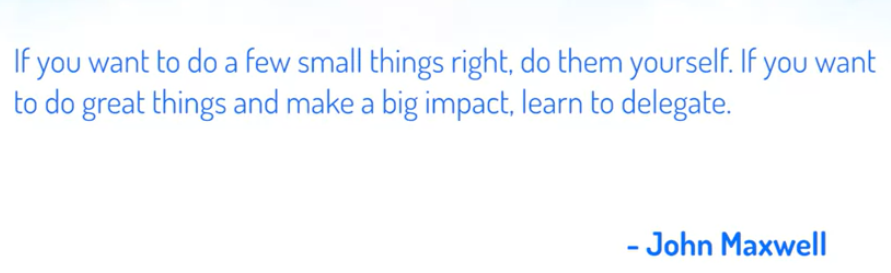 If you want to do a few small things right, do them yourself. If you want
to do great things and make a big impact, learn to delegate.
- John Maxwell